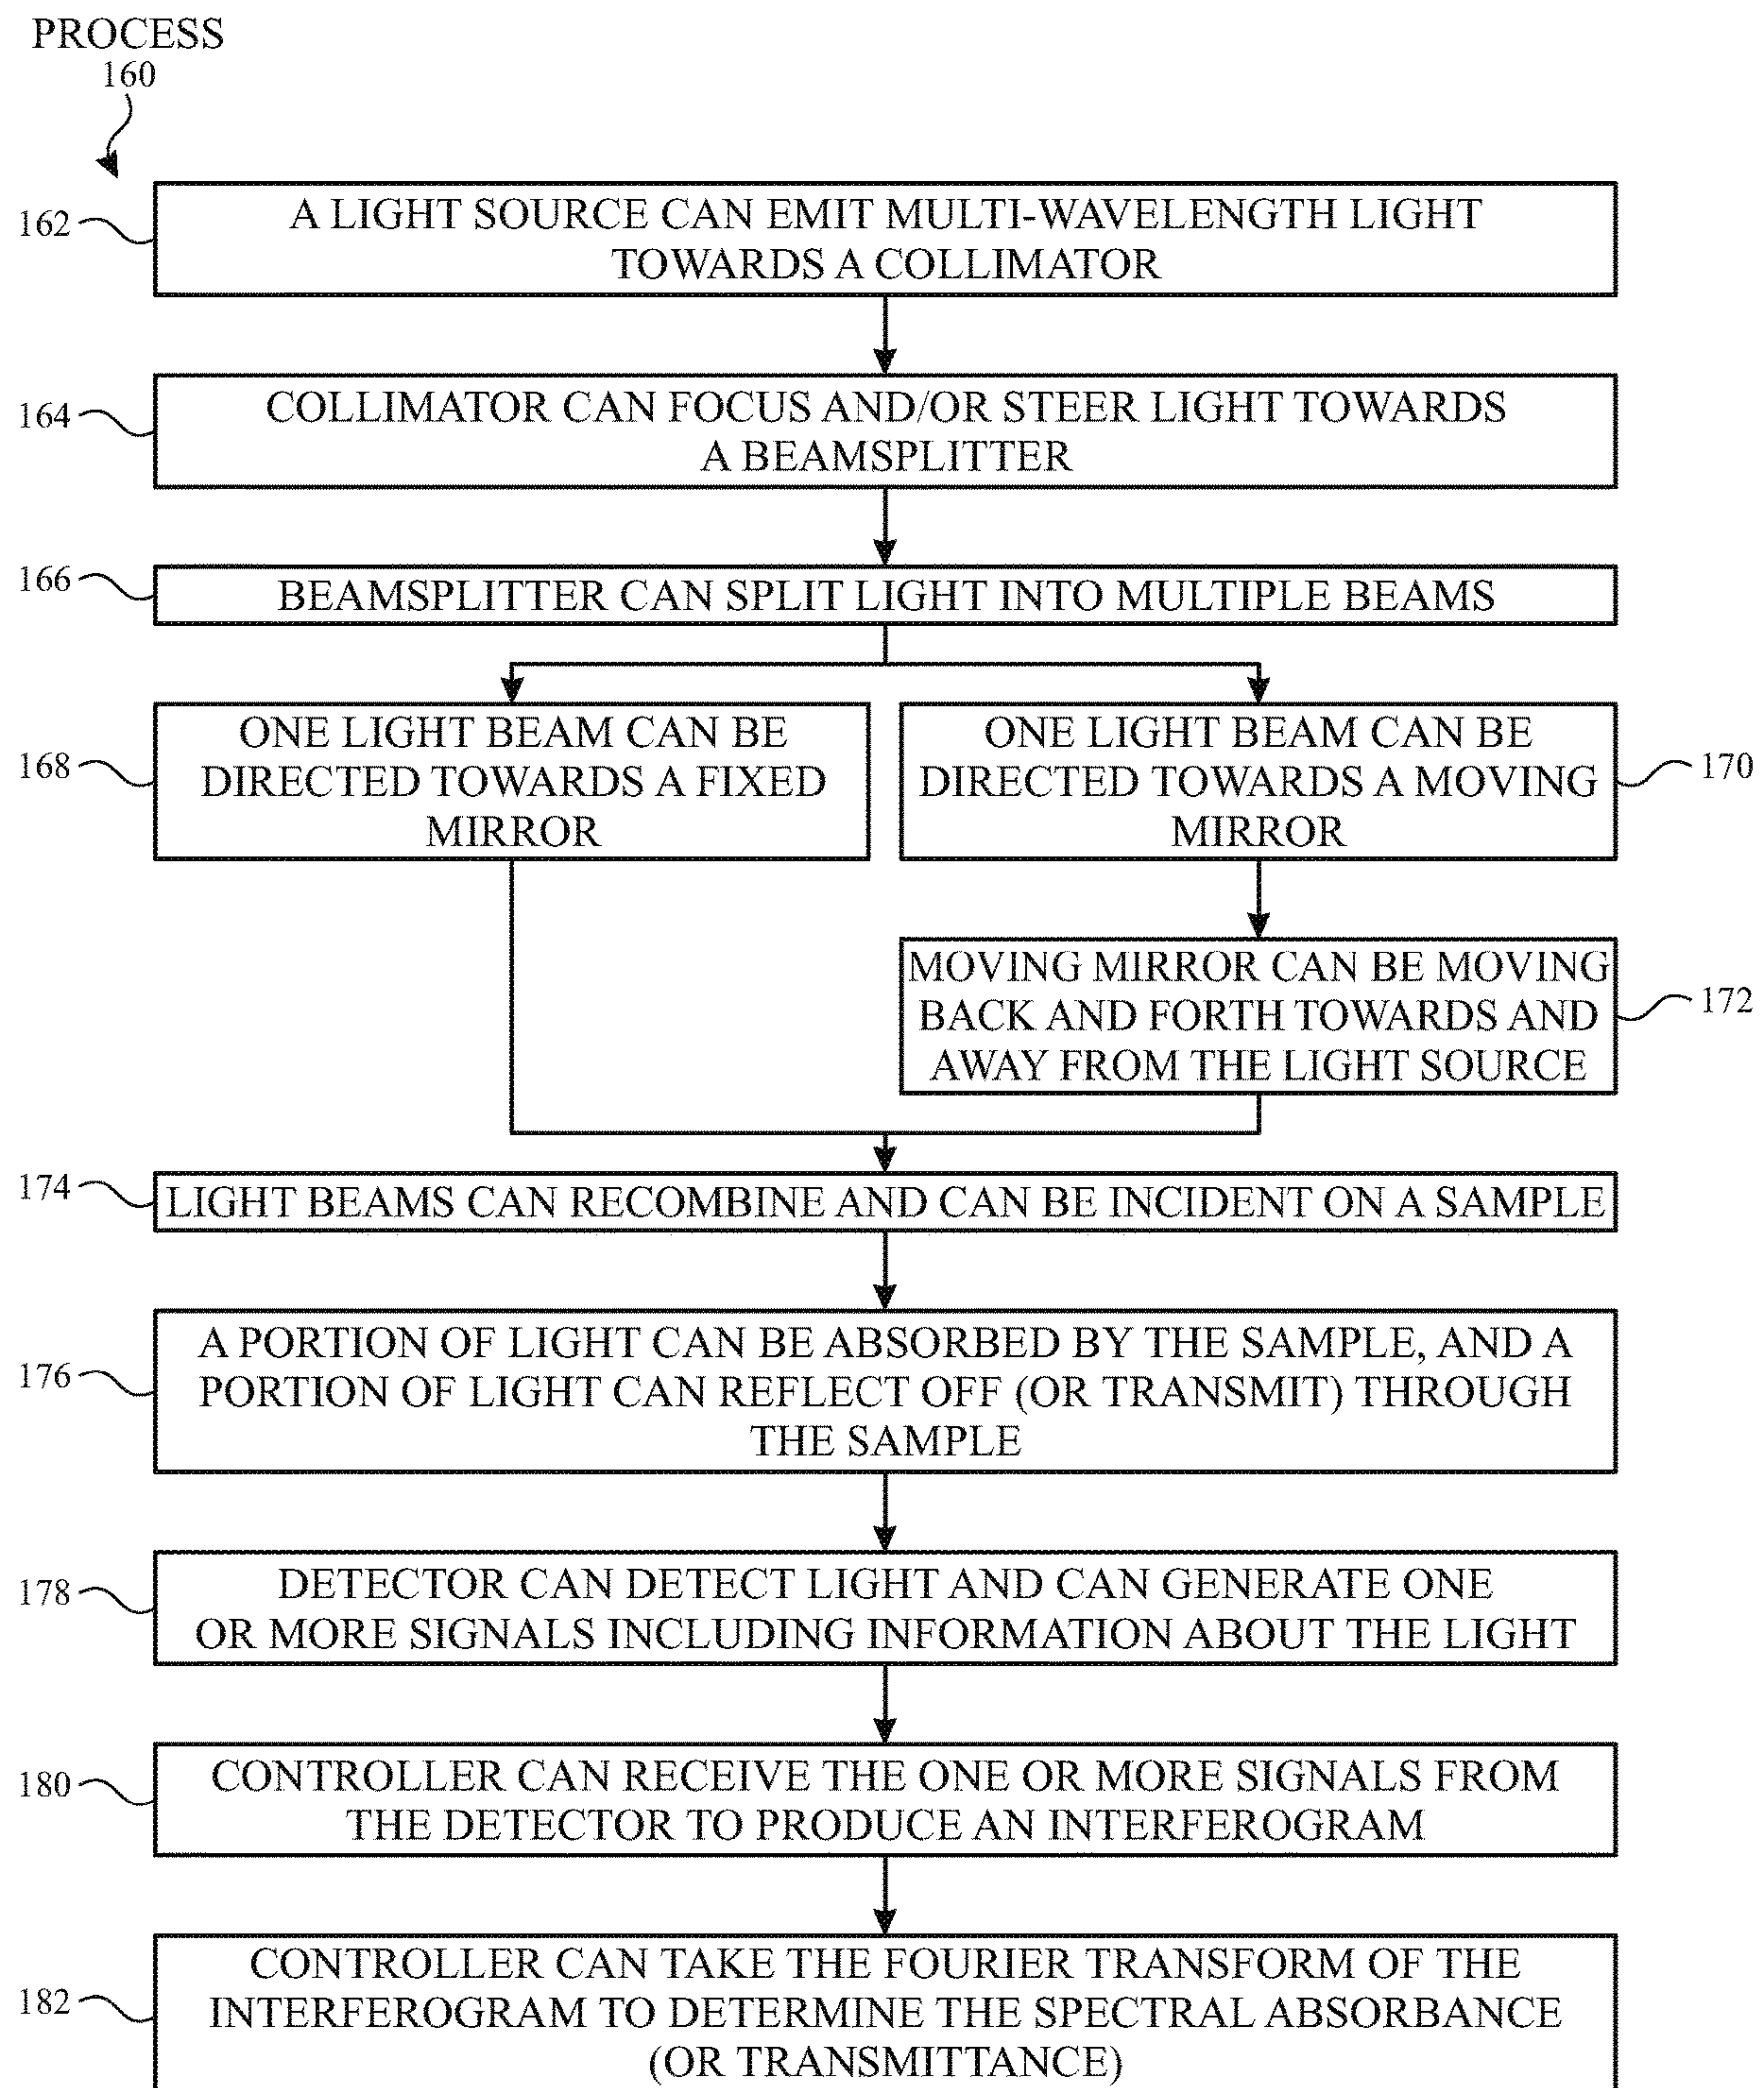 PROCESS
160
162
A LIGHT SOURCE CAN EMIT MULTI-WAVELENGTH LIGHT
TOWARDS A COLLIMATOR
164
COLLIMATOR CAN FOCUS AND/OR STEER LIGHT TOWARDS
A BEAMSPLITTER
166
BEAMSPLITTER CAN SPLIT LIGHT INTO MULTIPLE BEAMS
168
ONE LIGHT BEAM CAN BE
DIRECTED TOWARDS A FIXED
MIRROR
ONE LIGHT BEAM CAN BE
DIRECTED TOWARDS A MOVING
MIRROR
170
MOVING MIRROR CAN BE MOVING
BACK AND FORTH TOWARDS AND
AWAY FROM THE LIGHT SOURCE
172
174
LIGHT BEAMS CAN RECOMBINE AND CAN BE INCIDENT ON A SAMPLE
176
A PORTION OF LIGHT CAN BE ABSORBED BY THE SAMPLE, AND A
PORTION OF LIGHT CAN REFLECT OFF (OR TRANSMIT) THROUGH
THE SAMPLE
178
DETECTOR CAN DETECT LIGHT AND CAN GENERATE ONE
OR MORE SIGNALS INCLUDING INFORMATION ABOUT THE LIGHT
180
CONTROLLER CAN RECEIVE THE ONE OR MORE SIGNALS FROM
THE DETECTOR TO PRODUCE AN INTERFEROGRAM
182
CONTROLLER CAN TAKE THE FOURIER TRANSFORM OF THE
INTERFEROGRAM TO DETERMINE THE SPECTRAL ABSORBANCE
(OR TRANSMITTANCE)